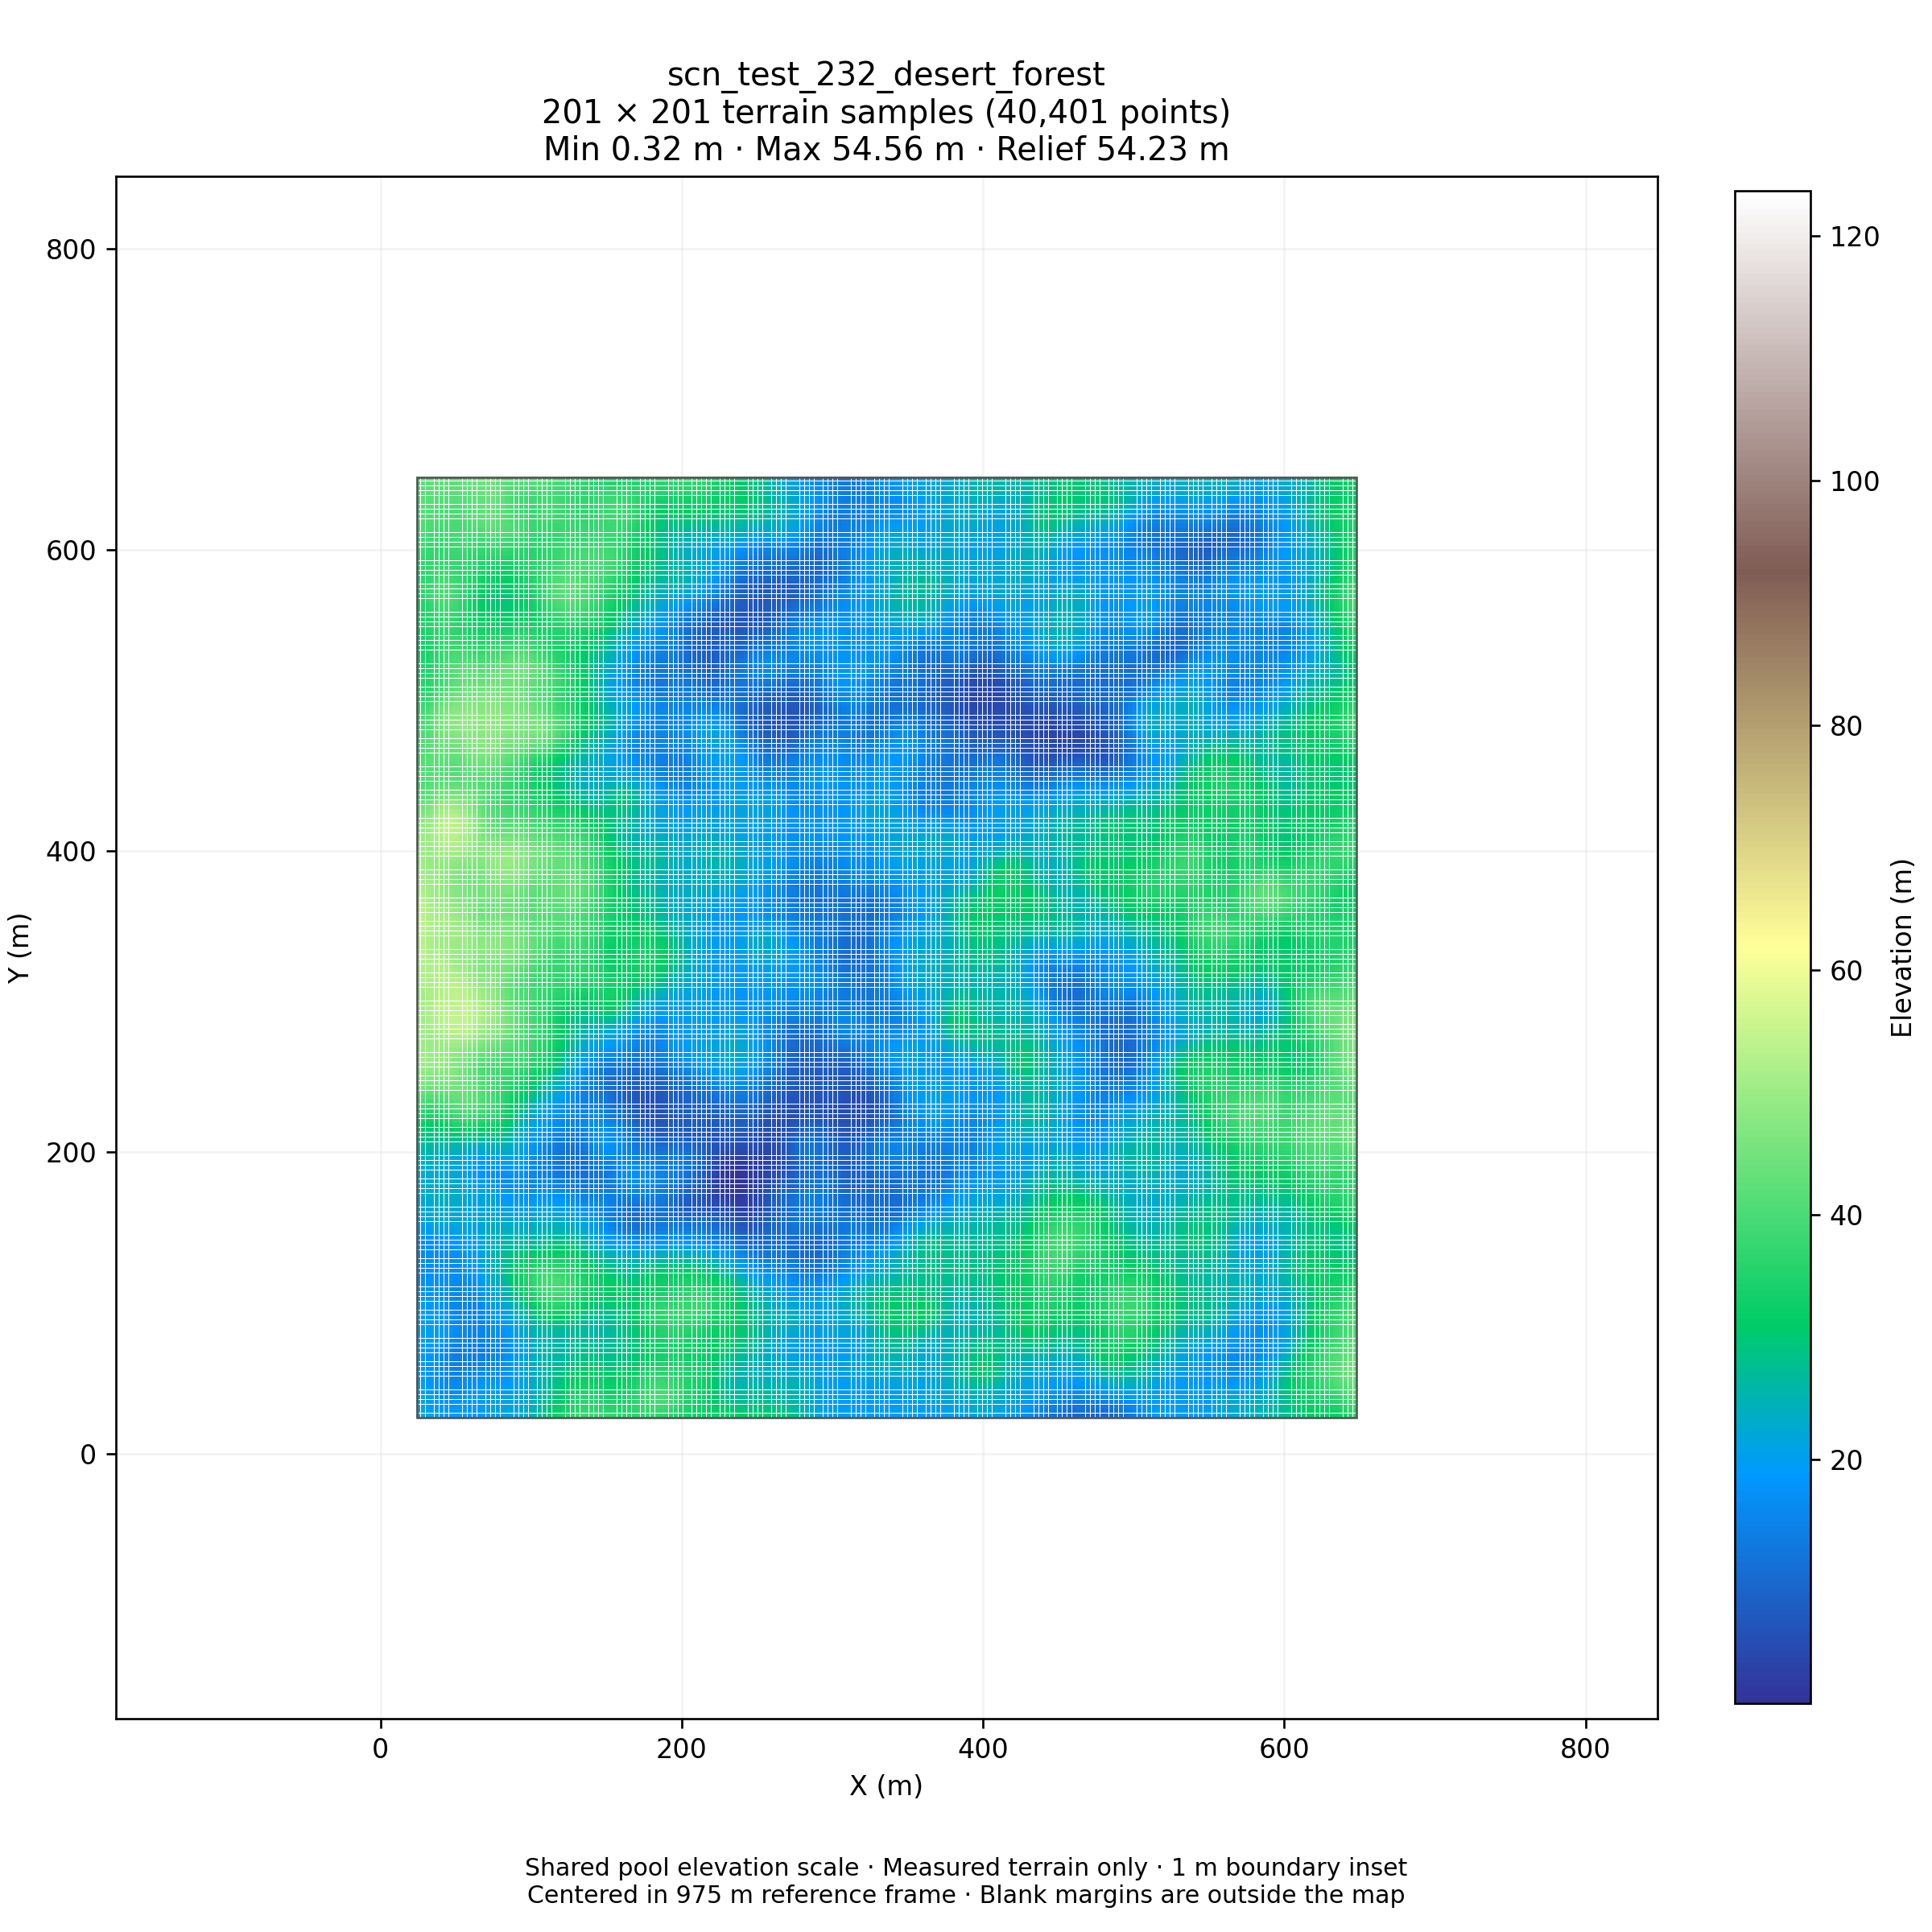 scn_test_232_desert_forest
201 × 201 terrain samples (40,401 points)
Min 0.32 m · Max 54.56 m · Relief 54.23 m
800
600
400
200
0
Y (m)
0
200
400
600
800
X (m)
120
100
80
60
40
20
Elevation (m)
Shared pool elevation scale · Measured terrain only · 1 m boundary inset
Centered in 975 m reference frame · Blank margins are outside the map